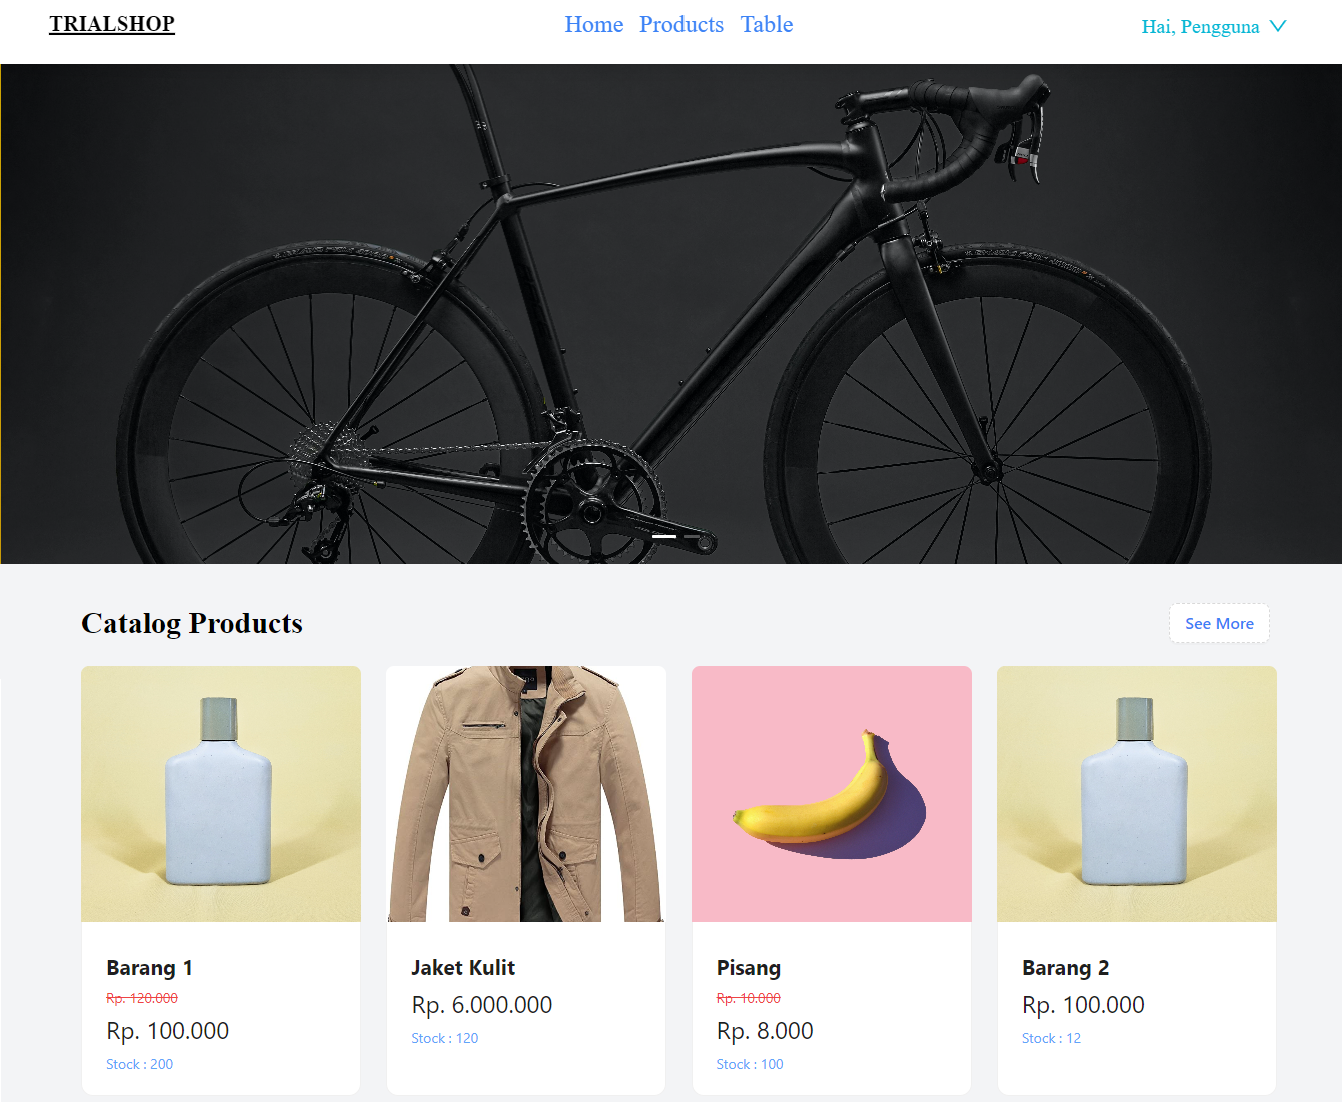 TRIALSHOP
Home Products Table
Hai, Pengguna
Catalog Products
See More
Barang 1
Rp. 120.000
Rp. 100.000
Stock : 200
Jaket Kulit
Rp. 6.000.000
Stock : 120
Pisang
Rp. 10.000
Rp. 8.000
Stock : 100
Barang 2
Rp. 100.000
Stock : 12